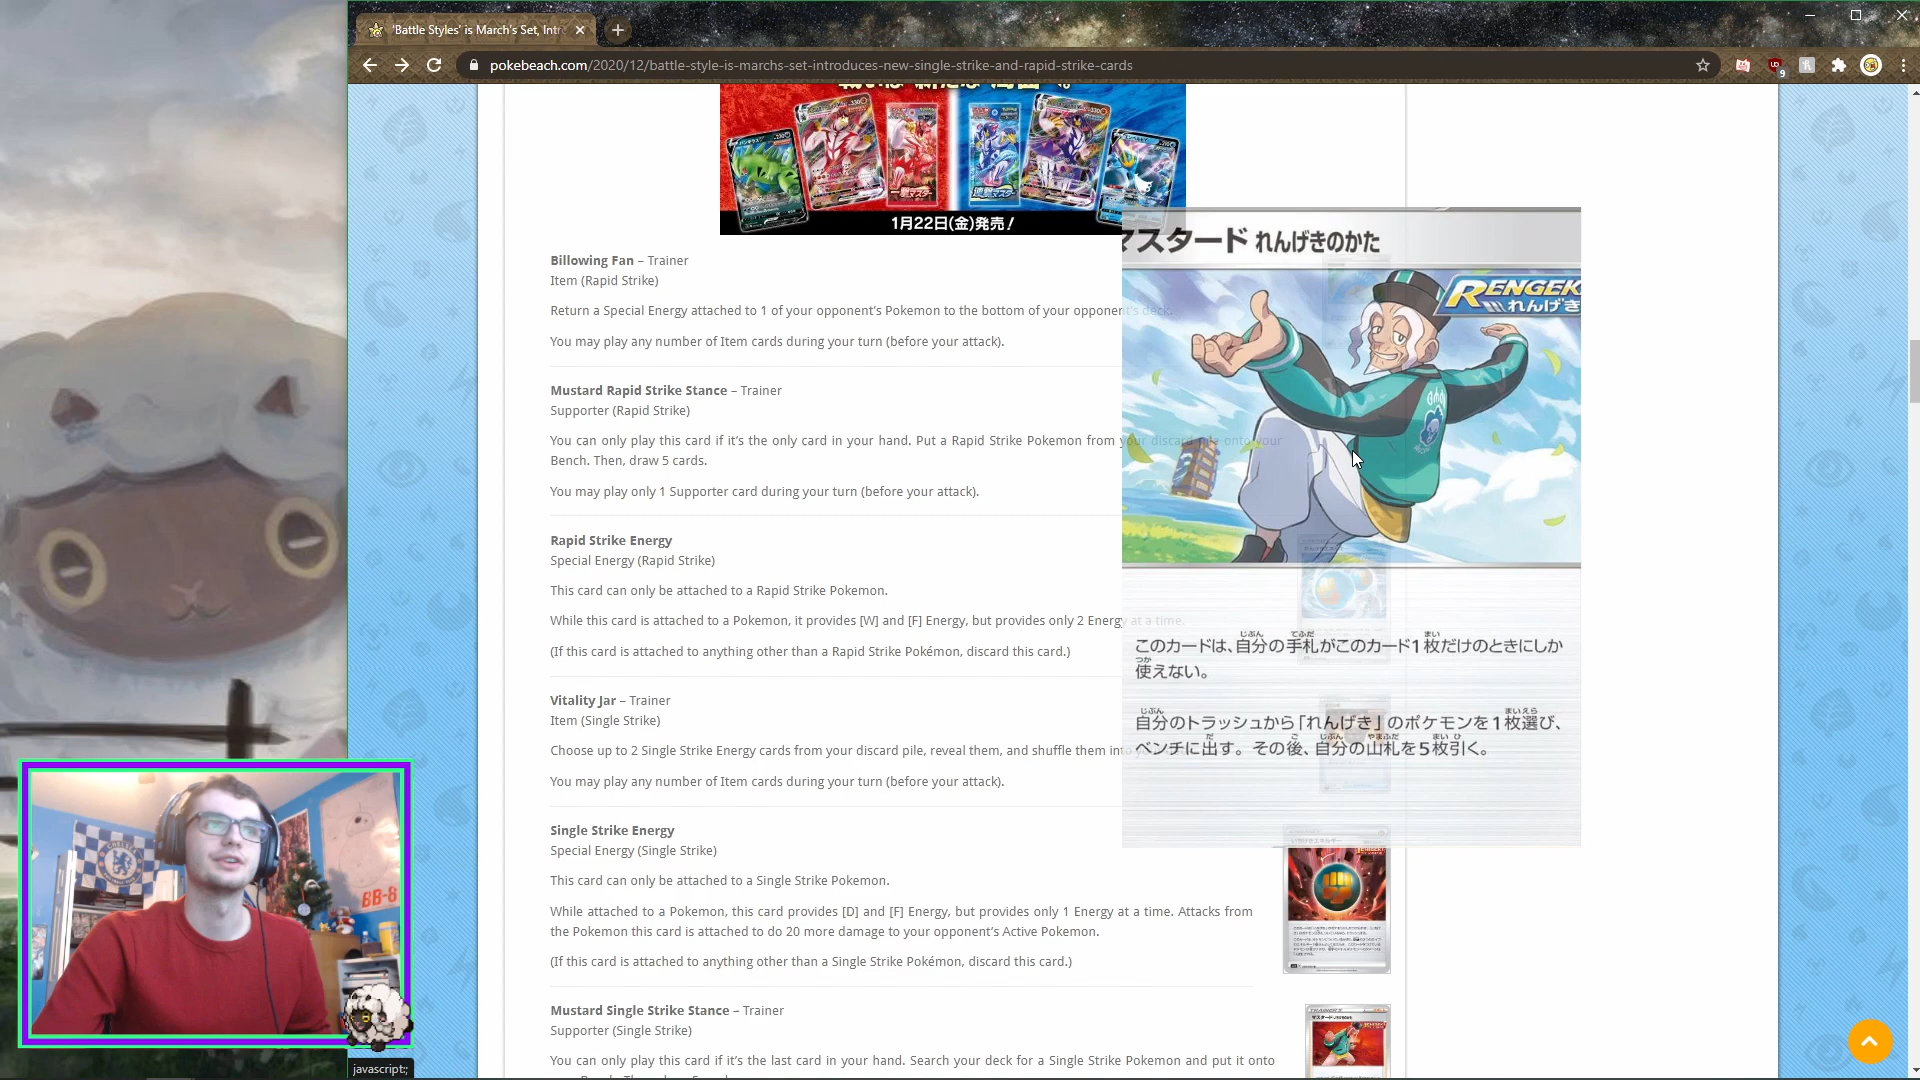 'Battle Styles' is March's Set, Intr
pokebeach.com/2020/12/battle-style-is-marchs-set-introduces-new-single-strike-and-rapid-strike-cards
9
一撃マスター
連撃マスター
1月22日(金)発売!
Billowing Fan – Trainer
Item (Rapid Strike)
Return a Special Energy attached to 1 of your opponent's Pokemon to the bottom of your opponent's deck.
You may play any number of Item cards during your turn (before your attack).
Mustard Rapid Strike Stance – Trainer
Supporter (Rapid Strike)
You can only play this card if it's the only card in your hand. Put a Rapid Strike Pokemon from your discard pile onto your
Bench. Then, draw 5 cards.
You may play only 1 Supporter card during your turn (before your attack).
Rapid Strike Energy
Special Energy (Rapid Strike)
This card can only be attached to a Rapid Strike Pokemon.
While this card is attached to a Pokemon, it provides [W] and [F] Energy, but provides only 2 Energy at a time.
(If this card is attached to anything other than a Rapid Strike Pokémon, discard this card.)
Vitality Jar – Trainer
Item (Single Strike)
Choose up to 2 Single Strike Energy cards from your discard pile, reveal them, and shuffle them into
You may play any number of Item cards during your turn (before your attack).
Single Strike Energy
Special Energy (Single Strike)
This card can only be attached to a Single Strike Pokemon.
While attached to a Pokemon, this card provides [D] and [F] Energy, but provides only 1 Energy at a time. Attacks from
the Pokemon this card is attached to do 20 more damage to your opponent's Active Pokemon.
(If this card is attached to anything other than a Single Strike Pokémon, discard this card.)
Mustard Single Strike Stance – Trainer
Supporter (Single Strike)
You can only play this card if it's the last card in your hand. Search your deck for a Single Strike Pokemon and put it onto
マスタード れんげきのかた
RENGEK
れんげき
このカードは、自分の手札がこのカード1枚だけのときにしか
使えない。
自分のトラッシュから「れんげき」のポケモンを1枚選び、
ベンチに出す。その後、自分の山札を5枚引く。
BB-8
javascript:;